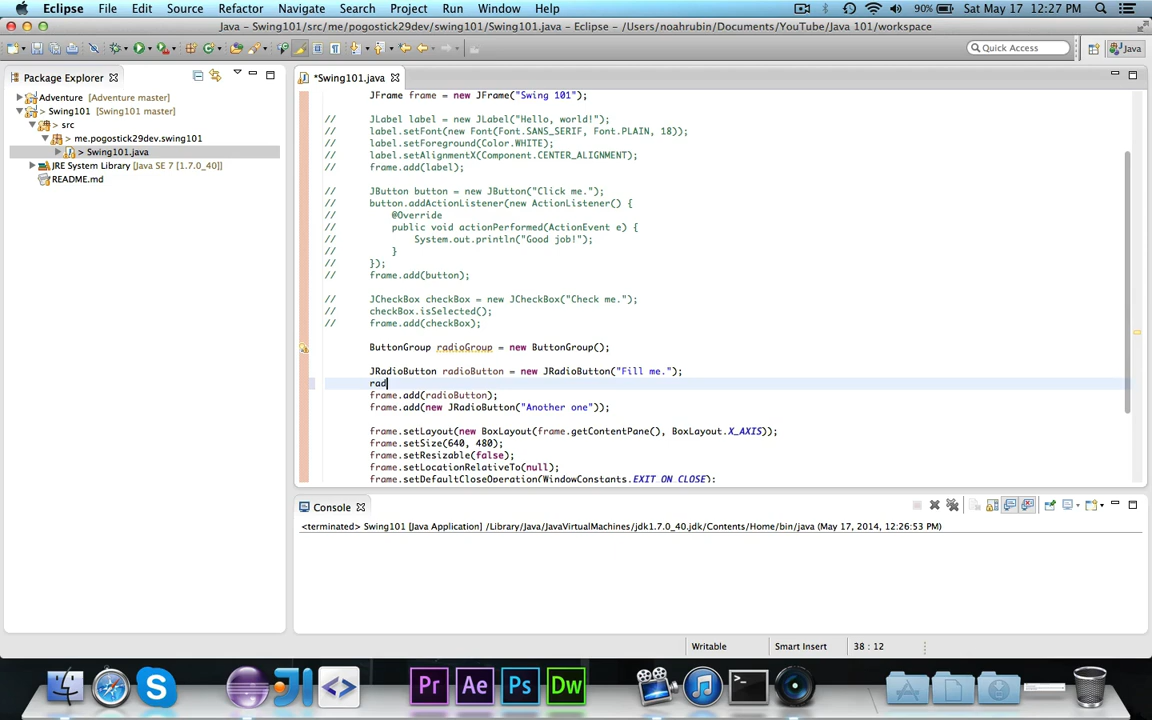 Eclipse File Edit Source Refactor Navigate Search Project Run Window Help 90% Sat May 17 12:27 PM
Java - Swing101/src/me/pogostick29dev/swing101/Swing101.java - Eclipse - /Users/noahrubin/Documents/YouTube/Java 101/workspace
Quick Access Java
Package Explorer
*Swing101.java
Adventure [Adventure master]
> Swing101 [Swing101 master]
> src
> me.pogostick29dev.swing101
> Swing101.java
JRE System Library [Java SE 7 [1.7.0_40]]
README.md
JFrame frame = new JFrame("Swing 101");
// JLabel label = new JLabel("Hello, world!");
// label.setFont(new Font(Font.SANS_SERIF, Font.PLAIN, 18));
// label.setForeground(Color.WHITE);
// label.setAlignmentX(Component.CENTER_ALIGNMENT);
// frame.add(label);
// JButton button = new JButton("Click me.");
// button.addActionListener(new ActionListener() {
// @Override
// public void actionPerformed(ActionEvent e) {
// System.out.println("Good job!");
// }
// });
// frame.add(button);
// JCheckBox checkBox = new JCheckBox("Check me.");
// checkBox.isSelected();
// frame.add(checkBox);
ButtonGroup radioGroup = new ButtonGroup();
JRadioButton radioButton = new JRadioButton("Fill me.");
rad
frame.add(radioButton);
frame.add(new JRadioButton("Another one"));
frame.setLayout(new BoxLayout(frame.getContentPane(), BoxLayout.X_AXIS));
frame.setSize(640, 480);
frame.setResizable(false);
frame.setLocationRelativeTo(null);
frame.setDefaultCloseOperation(WindowConstants.EXIT_ON_CLOSE);
Console
<terminated> Swing101 [Java Application] /Library/Java/JavaVirtualMachines/jdk1.7.0_40.jdk/Contents/Home/bin/java (May 17, 2014, 12:26:53 PM)
Writable Smart Insert 38 : 12
Pr Ae Ps Dw